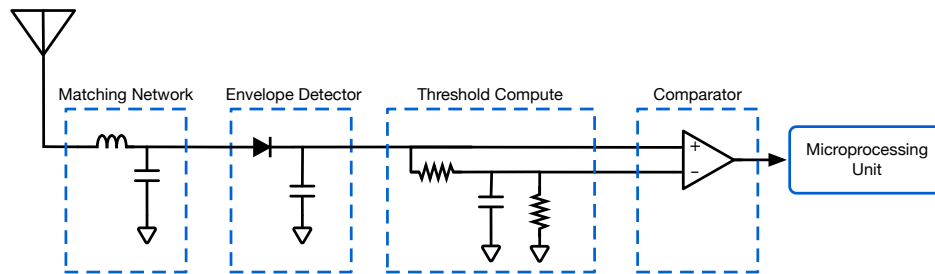 Matching Network
Envelope Detector
Threshold Compute
Comparator
+
−
Microprocessing
Unit